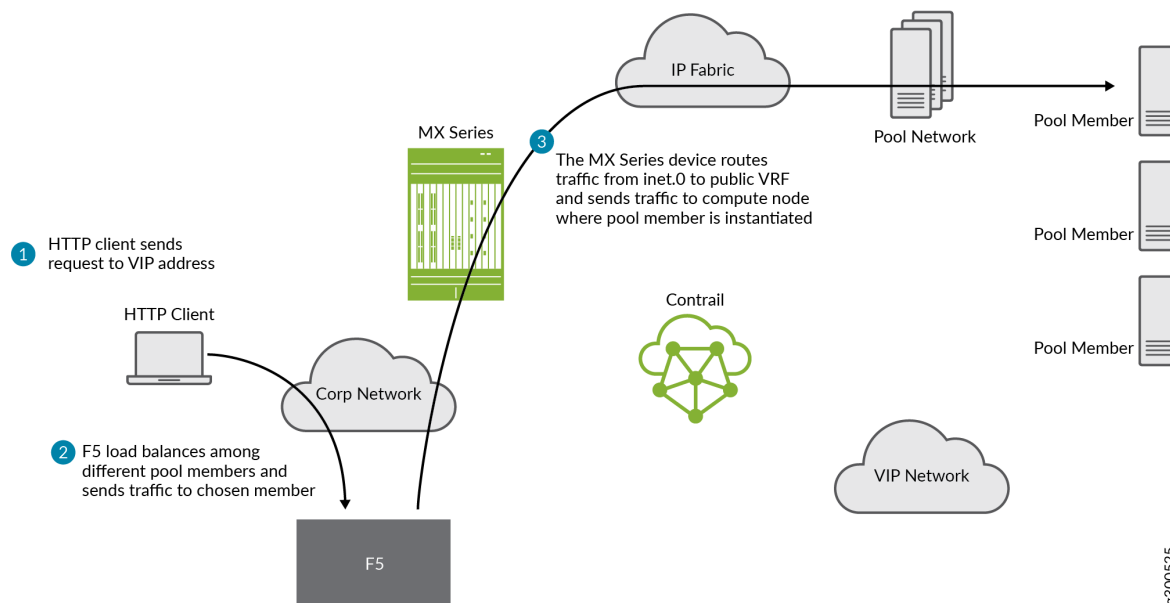 IP Fabric
Pool Network
Pool Member
MX Series
3
The MX Series device routes
traffic from inet.0 to public VRF
and sends traffic to compute node
where pool member is instantiated
Pool Member
1
HTTP client sends
request to VIP address
HTTP Client
Contrail
Pool Member
Corp Network
2
F5 load balances among
different pool members and
sends traffic to chosen member
VIP Network
F5